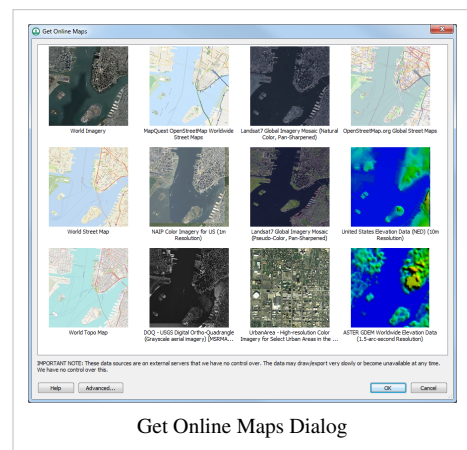 Get Online Maps
World Imagery
MapQuest OpenStreetMap Worldwide
Street Maps
Landsat7 Global Imagery Mosaic (Natural
Color, Pan-Sharpened)
OpenStreetMap.org Global Street Maps
World Street Map
NAIP Color Imagery for US (1m
Resolution)
Landsat7 Global Imagery Mosaic
(Pseudo-Color, Pan-Sharpened)
United States Elevation Data (NED) (10m
Resolution)
World Topo Map
DOQ - USGS Digital Ortho-Quadrangle
(Grayscale aerial imagery) (MSRMA...
UrbanArea - High-resolution Color
Imagery for Select Urban Areas in the ...
ASTER GDEM Worldwide Elevation Data
(1.5-arc-second Resolution)
IMPORTANT NOTE: These data sources are on external servers that we have no control over. The data may draw/export very slowly or become unavailable at any time.
We have no control over this.
Help
Advanced...
OK
Cancel
Get Online Maps Dialog